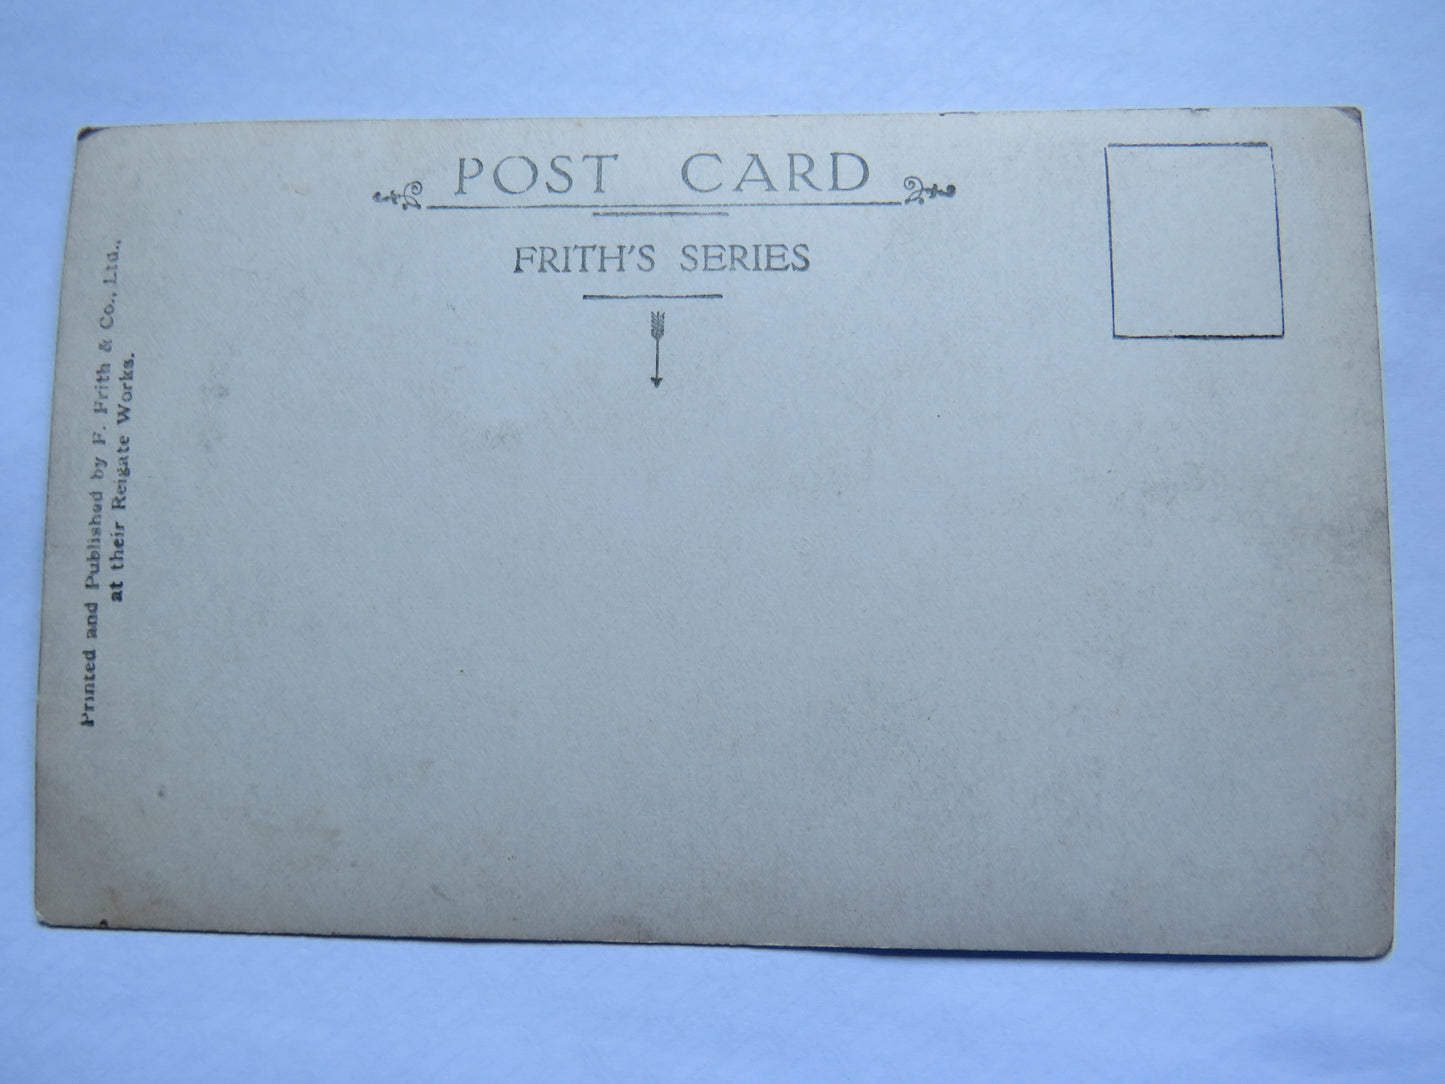 POST CARD
FRITH'S SERIES
Printed and Published by F. Frith & Co., Ltd.,
at their Reigate Works.